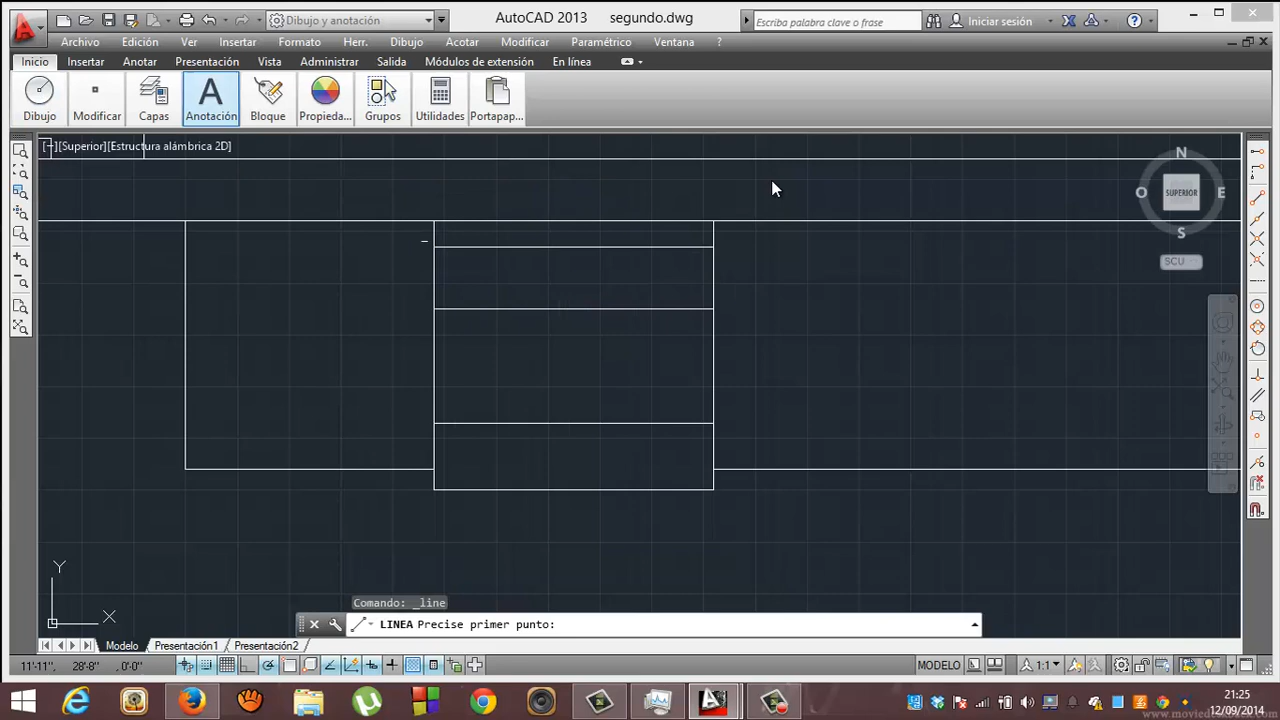 Dibujo y anotación
AutoCAD 2013 segundo.dwg
Escriba palabra clave o frase
Iniciar sesión
?
Archivo Edición Ver Insertar Formato Herr. Dibujo Acotar Modificar Paramétrico Ventana ?
Inicio Insertar Anotar Presentación Vista Administrar Salida Módulos de extensión En línea
A
Dibujo Modificar Capas Anotación Bloque Propieda... Grupos Utilidades Portapap...
[−][Superior][Estructura alámbrica 2D]
N
O SUPERIOR E
S
SCU
Y
X
Comando: _line
LINEA Precise primer punto:
Modelo Presentación1 Presentación2
11'-11", 28'-8", 0'-0" MODELO 1:1
21:25
12/09/2014